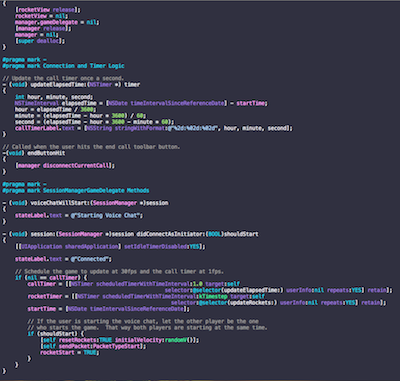 {
[rocketView release];
rocketView = nil;
manager.gameDelegate = nil;
[manager release];
manager = nil;
[super dealloc];
}
#pragma mark -
#pragma mark Connection and Timer Logic
// Update the call timer once a second.
- (void) updateElapsedTime:(NSTimer *) timer
{
int hour, minute, second;
NSTimeInterval elapsedTime = [NSDate timeIntervalSinceReferenceDate] - startTime;
hour = elapsedTime / 3600;
minute = (elapsedTime - hour * 3600) / 60;
second = (elapsedTime - hour * 3600 - minute * 60);
callTimerLabel.text = [NSString stringWithFormat:@"%2d:%02d:%02d", hour, minute, second];
}
// Called when the user hits the end call toolbar button.
-(void) endButtonHit
{
[manager disconnectCurrentCall];
}
#pragma mark -
#pragma mark SessionManagerGameDelegate Methods
- (void) voiceChatWillStart:(SessionManager *)session
{
stateLabel.text = @"Starting Voice Chat";
}
- (void) session:(SessionManager *)session didConnectAsInitiator:(BOOL)shouldStart
{
[[UIApplication sharedApplication] setIdleTimerDisabled:YES];
stateLabel.text = @"Connected";
// Schedule the game to update at 30fps and the call timer at 1fps.
if (nil == callTimer) {
callTimer = [[NSTimer scheduledTimerWithTimeInterval:1.0 target:self
selector:@selector(updateElapsedTime:) userInfo:nil repeats:YES] retain];
rocketTimer = [[NSTimer scheduledTimerWithTimeInterval:kTimestep target:self
selector:@selector(updateRockets:) userInfo:nil repeats:YES] retain];
startTime = [NSDate timeIntervalSinceReferenceDate];
// If the user is starting the voice chat, let the other player be the one
// who starts the game.  That way both players are starting at the same time.
if (shouldStart) {
[self resetRockets:TRUE initialVelocity:randomV()];
[self sendPacket:PacketTypeStart];
rocketStart = TRUE;
}
}
}